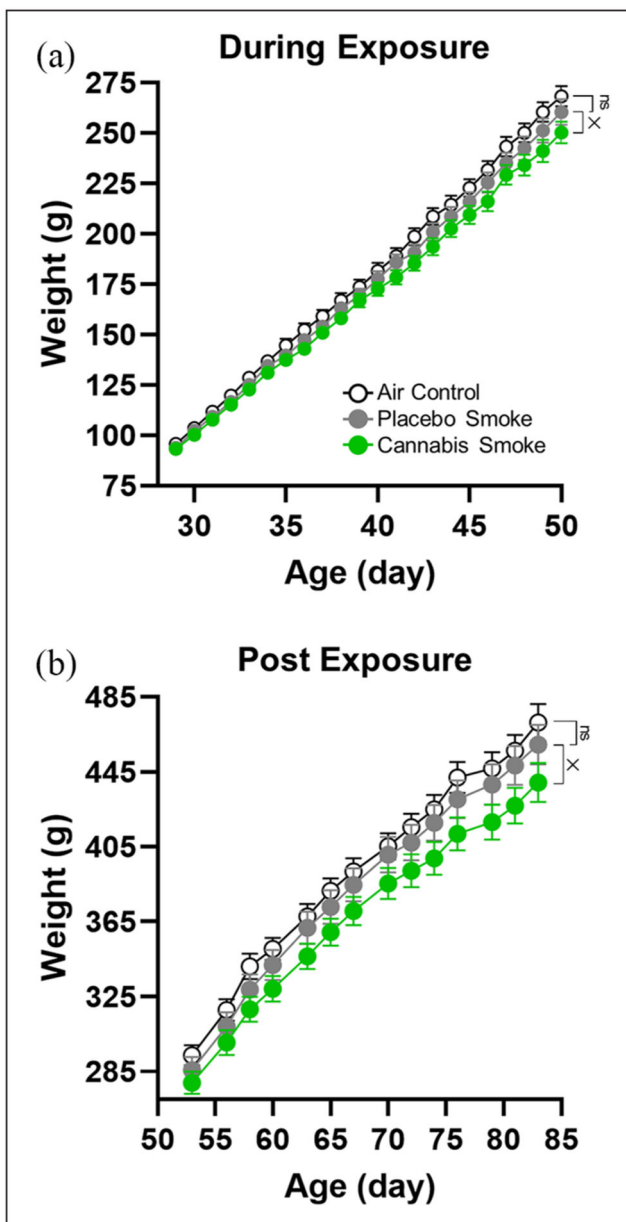 (a)
During Exposure
275
250
225
200
175
150
125
100
75
Weight (g)
ns
×
Air Control
Placebo Smoke
Cannabis Smoke
30 35 40 45 50
Age (day)
(b)
Post Exposure
485
445
405
365
325
285
Weight (g)
ns
×
50 55 60 65 70 75 80 85
Age (day)